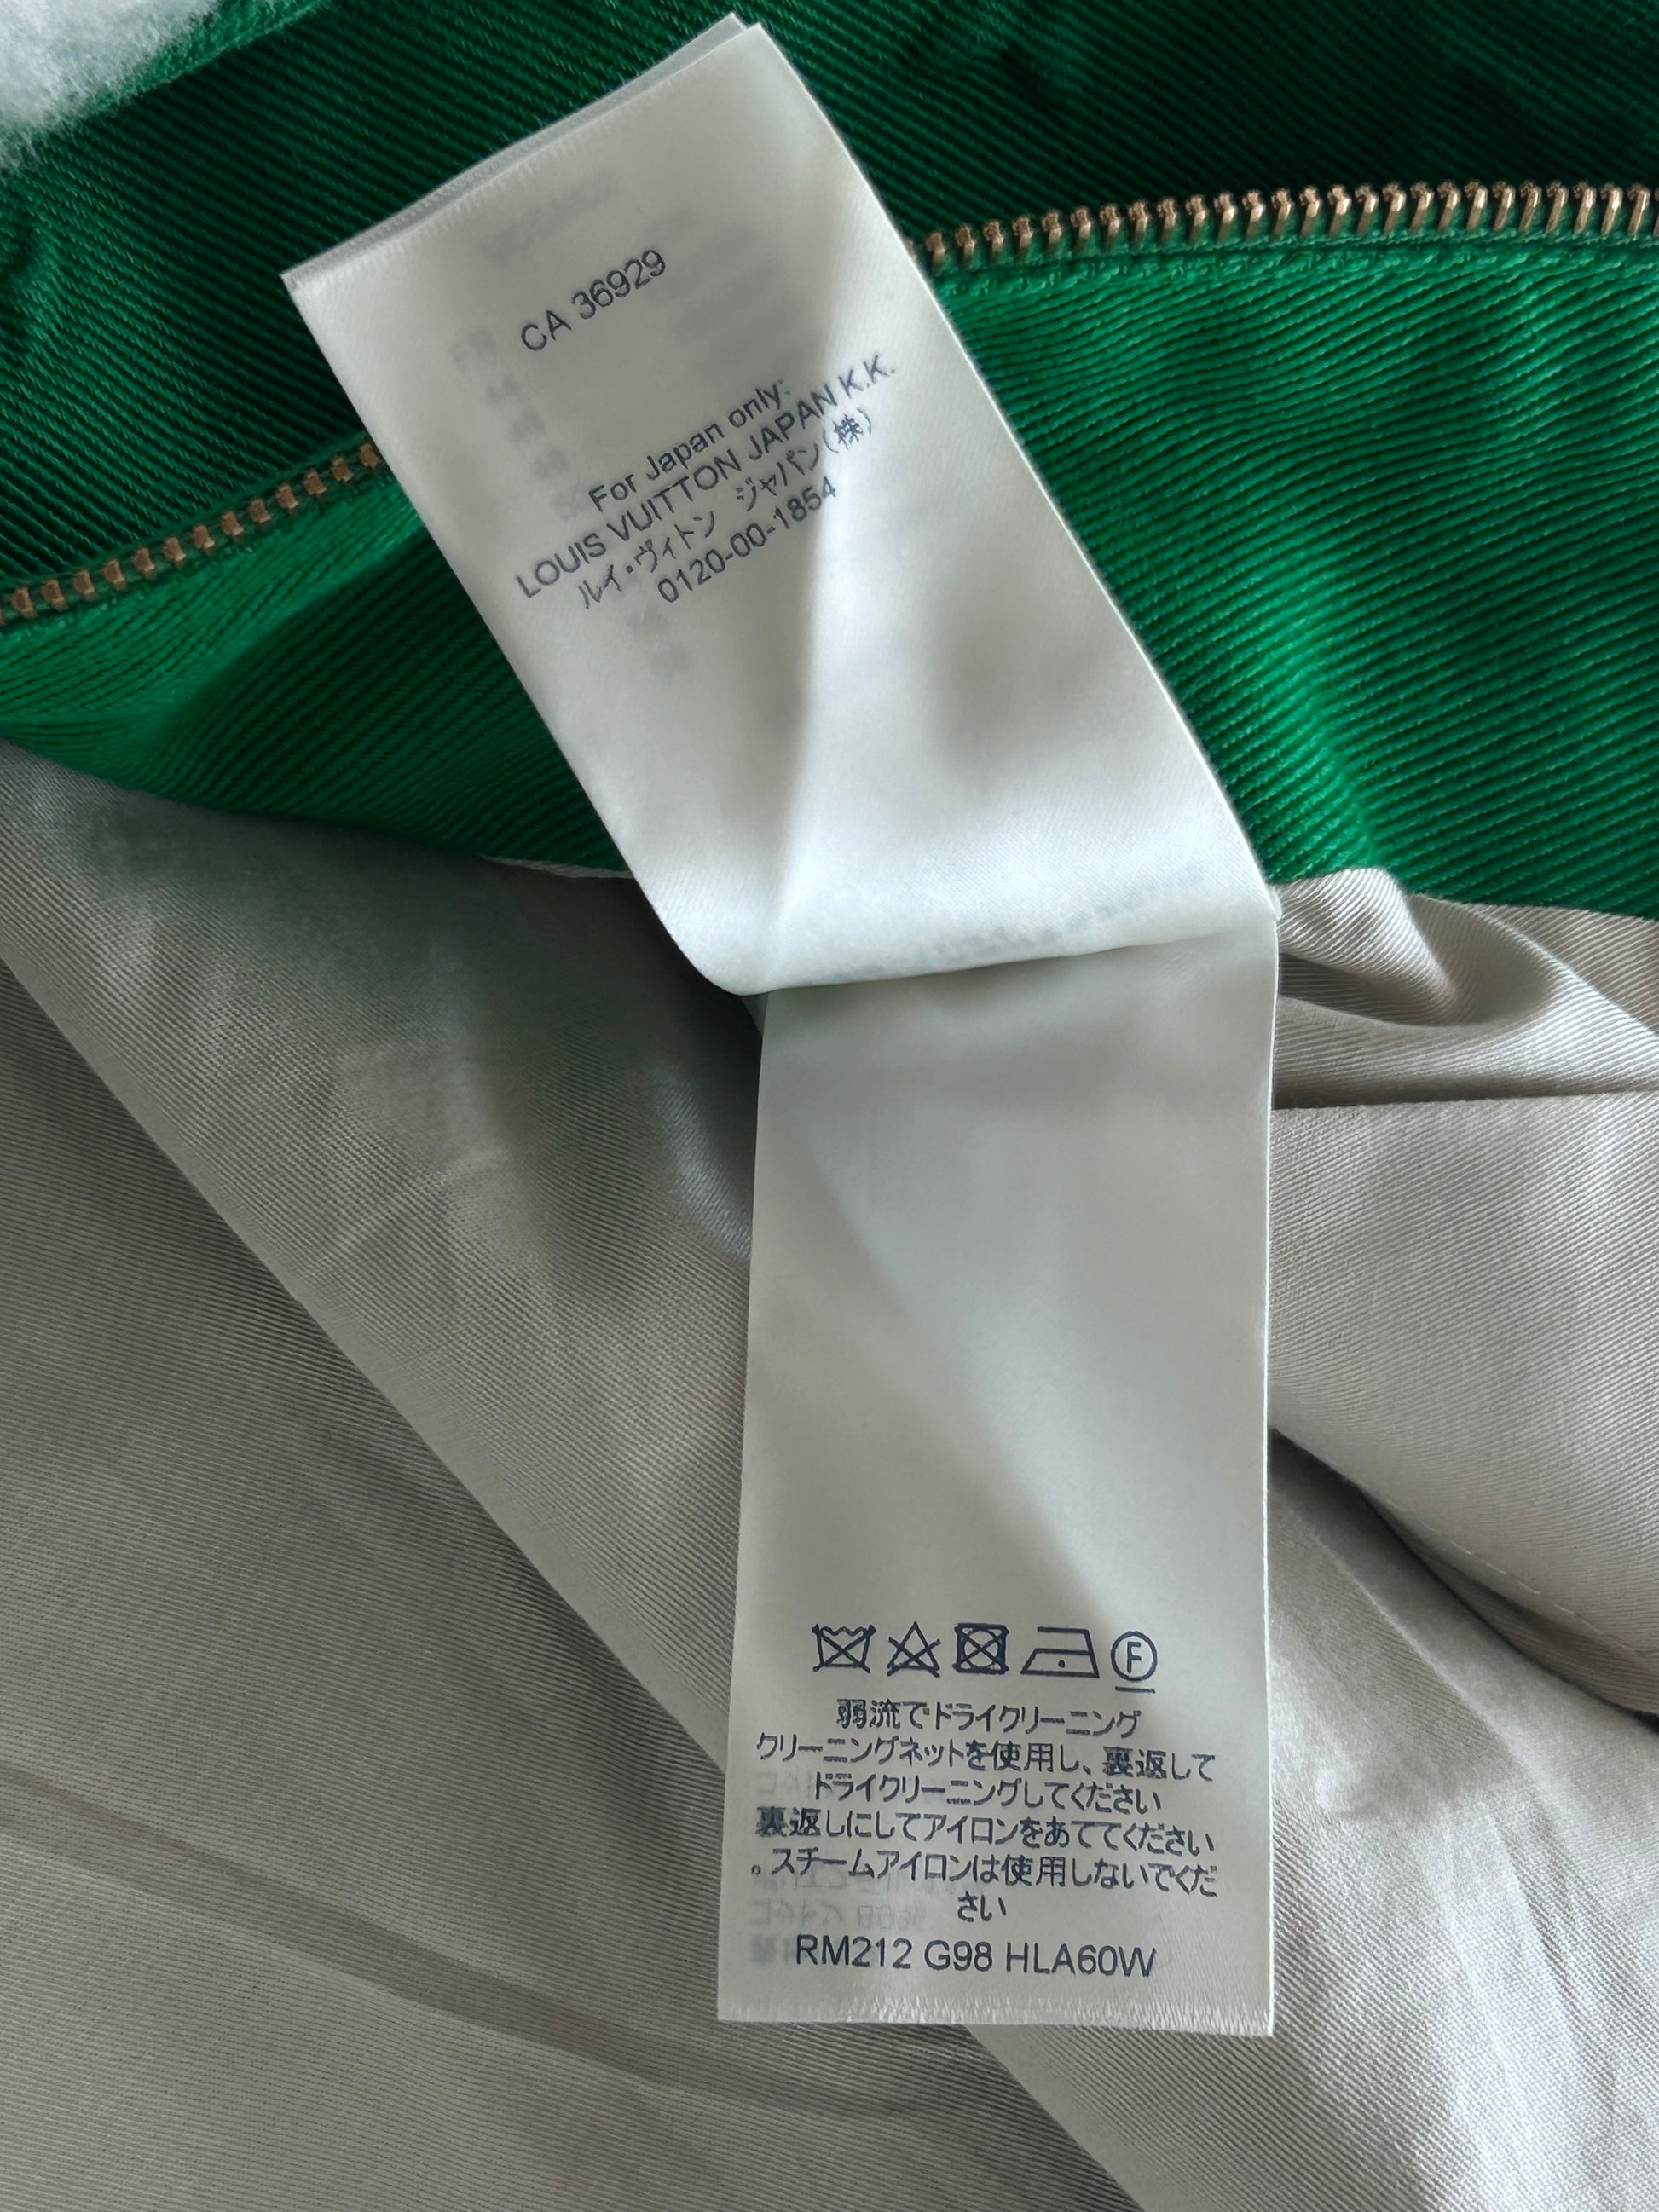 CA 36929
For Japan only:
LOUIS VUITTON JAPAN K.K.
ルイ・ヴィトン ジャパン(株)
0120-00-1854
F
弱流でドライクリーニング
クリーニングネットを使用し、裏返して
ドライクリーニングしてください
裏返しにしてアイロンをあててください
。スチームアイロンは使用しないでくだ
さい
RM212 G98 HLA60W